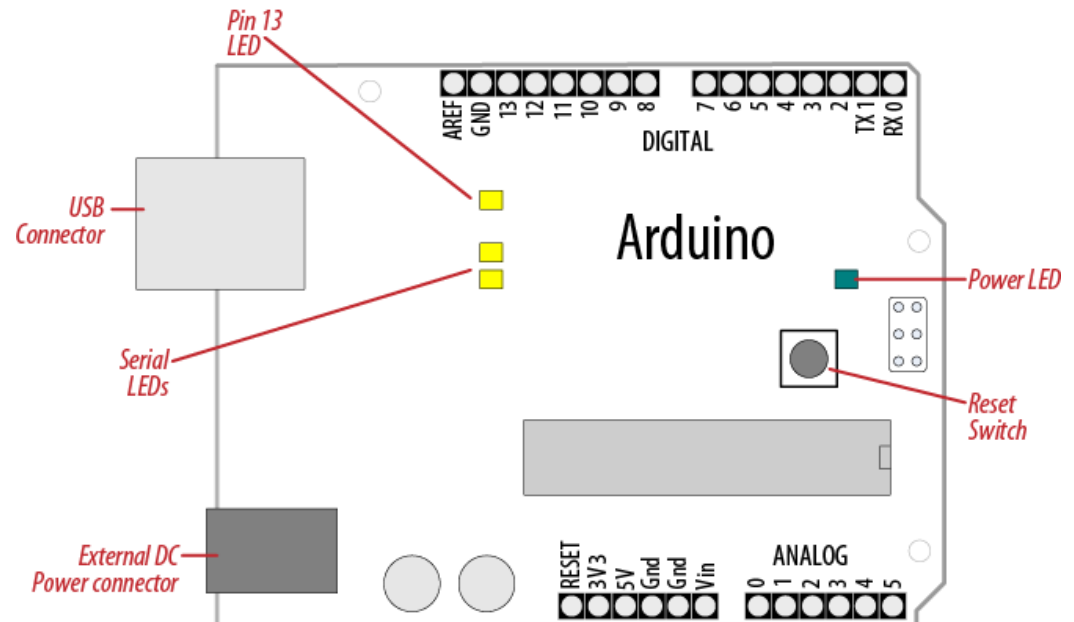 Pin 13
LED
AREF
GND
13
12
11
10
9
8
7
6
5
4
3
2
TX 1
RX 0
DIGITAL
USB
Connector
Arduino
Power LED
Serial
LEDs
Reset
Switch
External DC
Power connector
RESET
3V3
5V
Gnd
Gnd
Vin
ANALOG
0
1
2
3
4
5